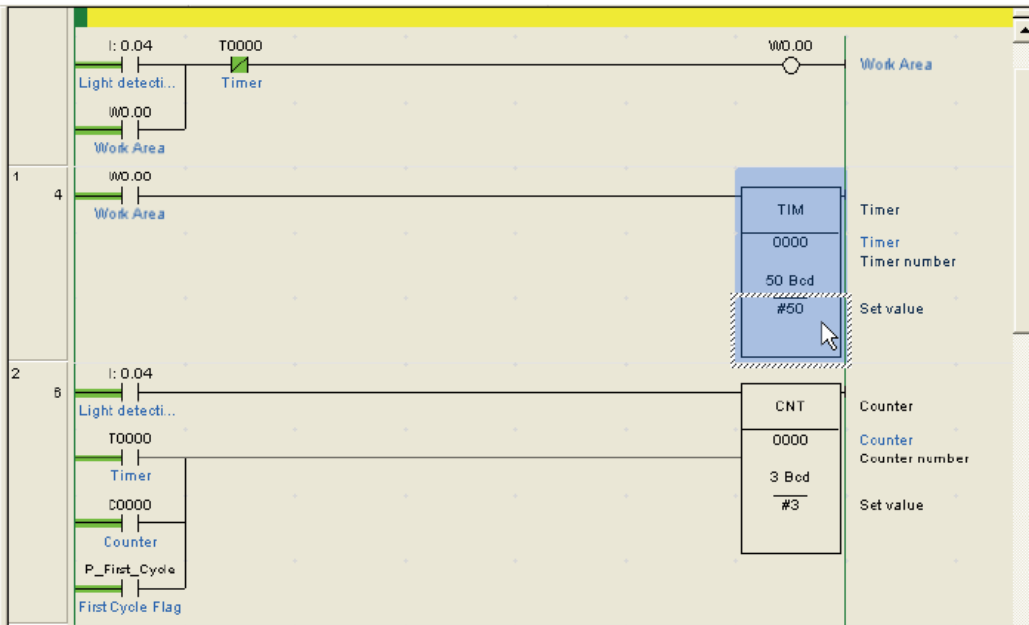 I: 0.04 T0000 W0.00
Work Area
Light detecti... Timer
W0.00
Work Area
1 W0.00
4
Work Area
TIM Timer
0000 Timer
Timer number
50 Bcd
#50 Set value
2 I: 0.04
6
Light detecti...
CNT Counter
T0000
0000 Counter
Counter number
Timer
3 Bcd
C0000
#3 Set value
Counter
P_First_Cycle
First Cycle Flag